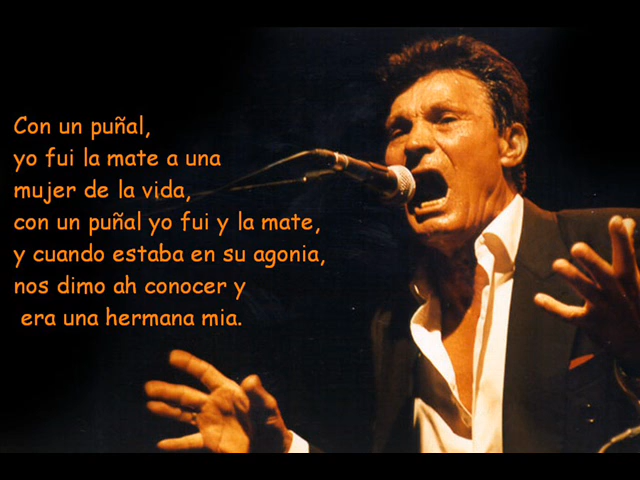 Con un puñal,
yo fui la mate a una
mujer de la vida,
con un puñal yo fui y la mate,
y cuando estaba en su agonia,
nos dimo ah conocer y
era una hermana mia.